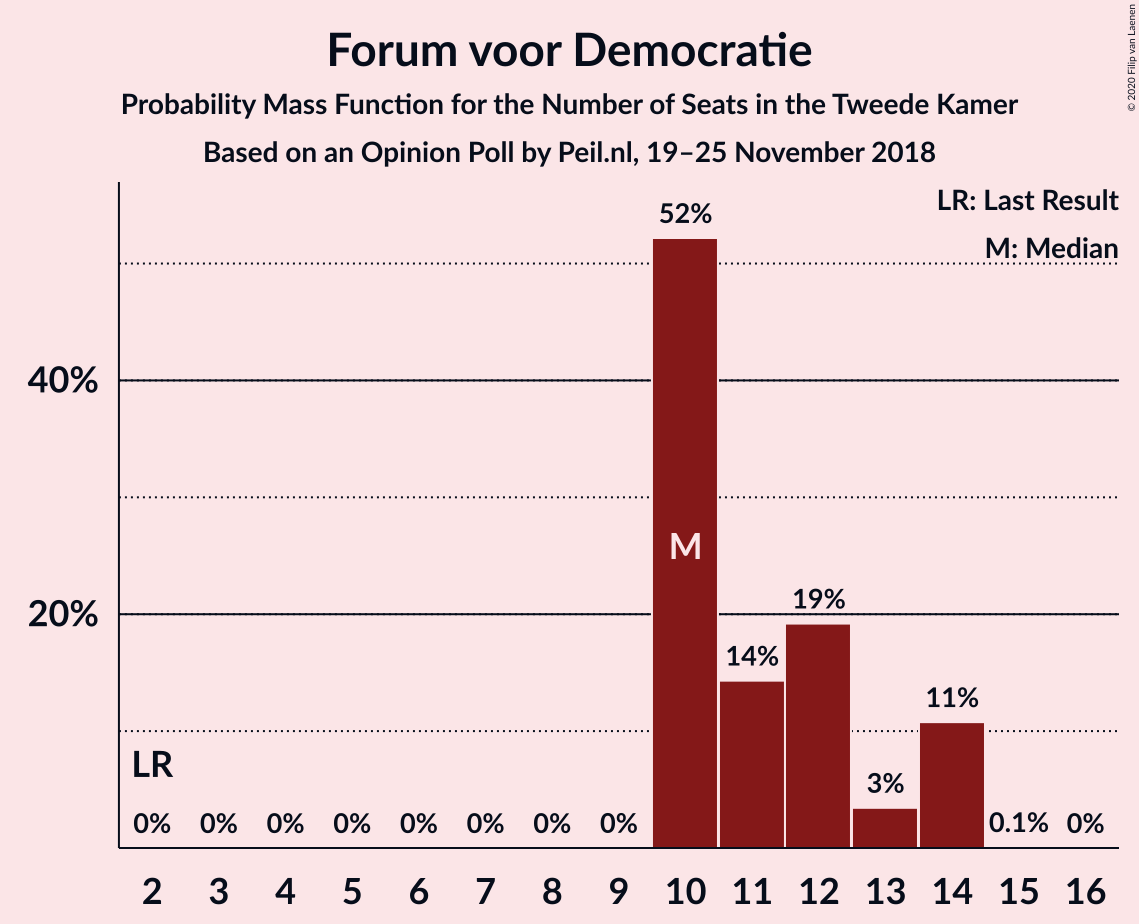 Forum voor Democratie
Probability Mass Function for the Number of Seats in the Tweede Kamer
Based on an Opinion Poll by Peil.nl, 19–25 November 2018
© 2020 Filip van Laenen
LR: Last Result
M: Median
52%
40%
M
20%
19%
14%
11%
LR
3%
0% 0% 0% 0% 0% 0% 0% 0% 0.1% 0%
2 3 4 5 6 7 8 9 10 11 12 13 14 15 16